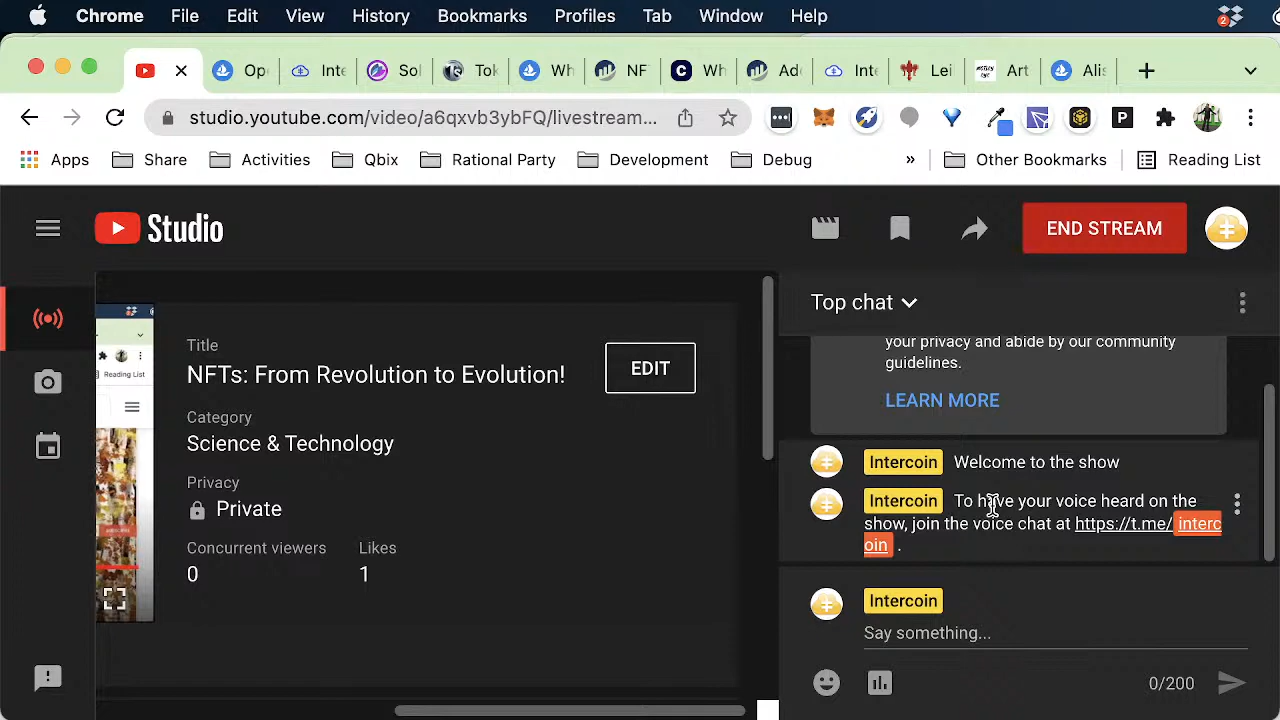 Chrome File Edit View History Bookmarks Profiles Tab Window Help
2
Op Inte Sol Tok Wh NF Wh Ad Inte Lei Art Alis
studio.youtube.com/video/a6qxvb3ybFQ/livestream...
P
Apps Share Activities Qbix Rational Party Development Debug » Other Bookmarks Reading List
Studio
END STREAM
Reading List
Title
NFTs: From Revolution to Evolution!
EDIT
Category
Science & Technology
Privacy
Private
Concurrent viewers Likes
0 1
Top chat
your privacy and abide by our community
guidelines.
LEARN MORE
Intercoin Welcome to the show
Intercoin To have your voice heard on the
show, join the voice chat at https://t.me/ interc
oin .
Intercoin
Say something...
0/200